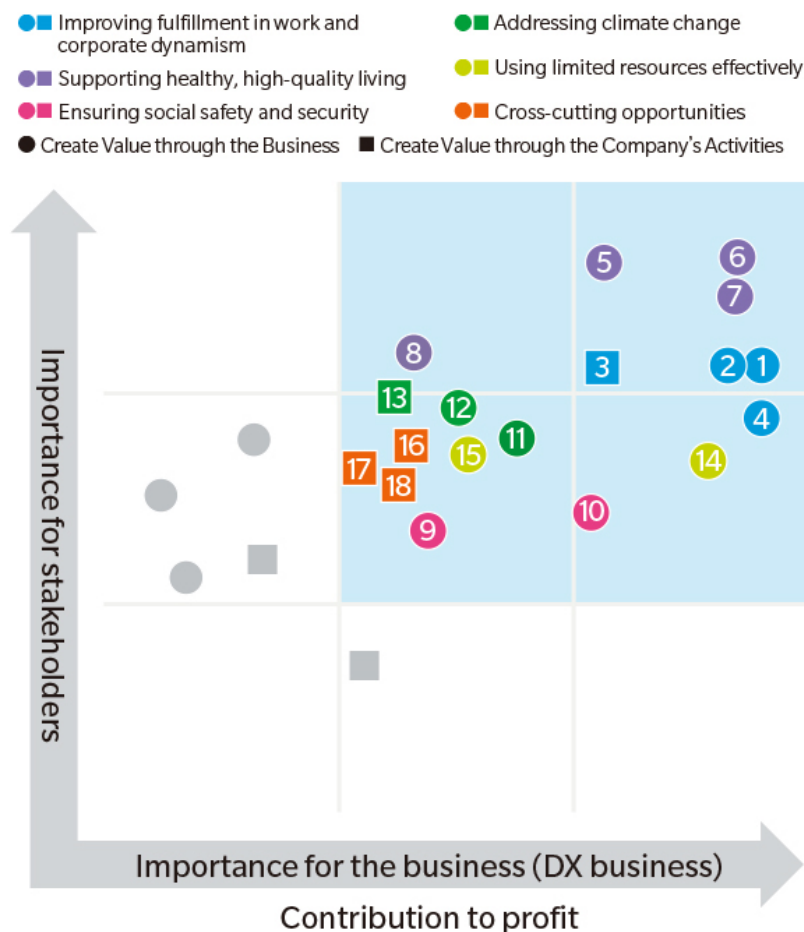 Improving fulfillment in work and
corporate dynamism
Supporting healthy, high-quality living
Ensuring social safety and security
Addressing climate change
Using limited resources effectively
Cross-cutting opportunities
Create Value through the Business
Create Value through the Company's Activities
Importance for stakeholders
5
6
7
8
3
2
1
13
12
4
11
16
15
14
17
18
10
9
Importance for the business (DX business)
Contribution to profit